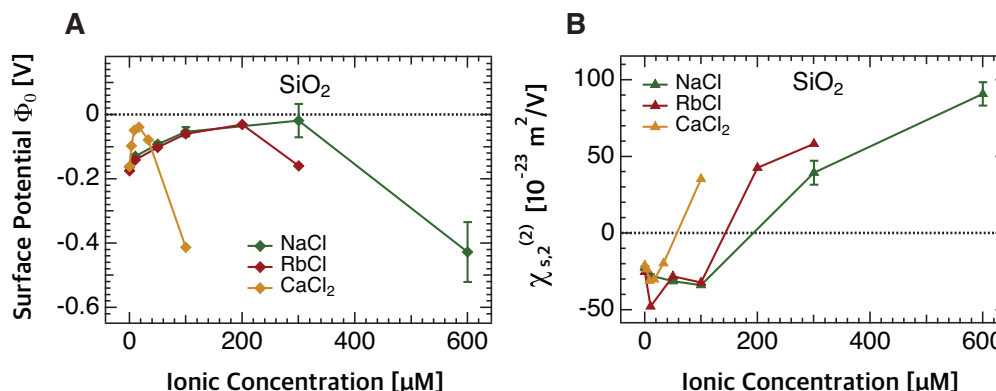 A
Surface Potential Φ0 [V]
0
-0.2
-0.4
-0.6
SiO2
NaCl
RbCl
CaCl2
0
200
400
600
Ionic Concentration [µM]
B
χs,2(2) [10-23 m2/V]
100
50
0
-50
NaCl
RbCl
CaCl2
SiO2
0
200
400
600
Ionic Concentration [µM]